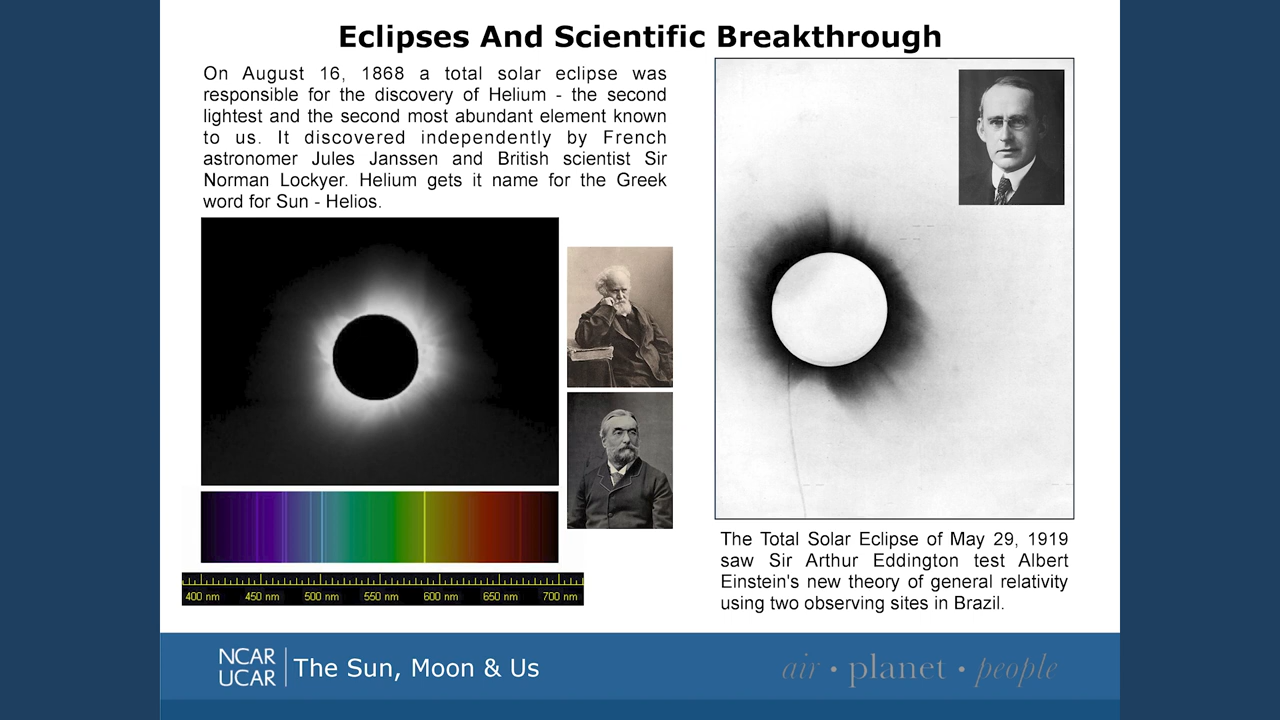 Eclipses And Scientific Breakthrough
On August 16, 1868 a total solar eclipse was
responsible for the discovery of Helium - the second
lightest and the second most abundant element known
to us. It discovered independently by French
astronomer Jules Janssen and British scientist Sir
Norman Lockyer. Helium gets it name for the Greek
word for Sun - Helios.
400 nm 450 nm 500 nm 550 nm 600 nm 650 nm 700 nm
The Total Solar Eclipse of May 29, 1919
saw Sir Arthur Eddington test Albert
Einstein's new theory of general relativity
using two observing sites in Brazil.
NCAR
UCAR
The Sun, Moon & Us
air • planet • people